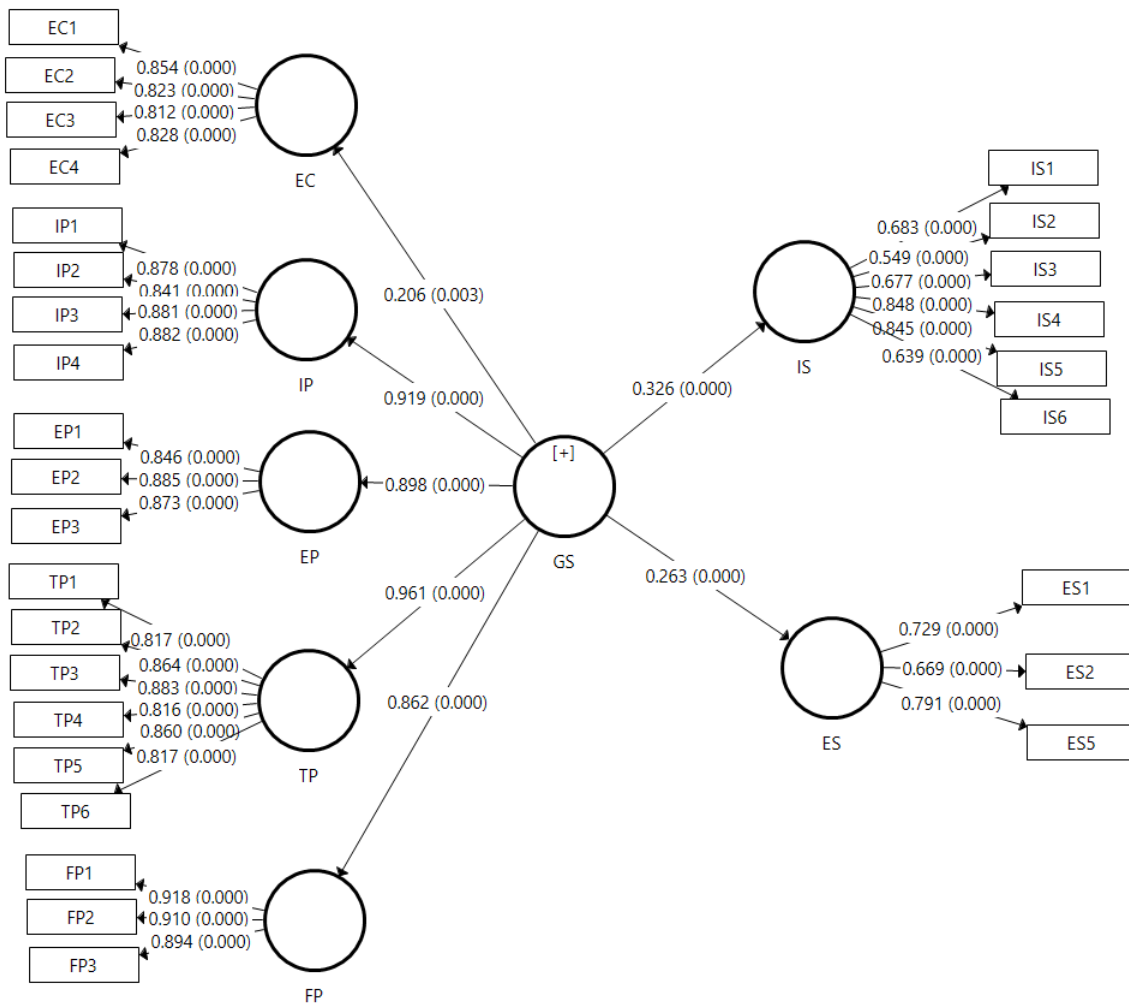 EC1
EC2
EC3
EC4
0.854 (0.000)
0.823 (0.000)
0.812 (0.000)
0.828 (0.000)
EC
IP1
IP2
IP3
IP4
0.878 (0.000)
0.841 (0.000)
0.881 (0.000)
0.882 (0.000)
IP
EP1
EP2
EP3
0.846 (0.000)
0.885 (0.000)
0.873 (0.000)
EP
TP1
TP2
TP3
TP4
TP5
TP6
0.817 (0.000)
0.864 (0.000)
0.883 (0.000)
0.816 (0.000)
0.860 (0.000)
0.817 (0.000)
TP
FP1
FP2
FP3
0.918 (0.000)
0.910 (0.000)
0.894 (0.000)
FP
0.206 (0.003)
0.919 (0.000)
0.898 (0.000)
0.961 (0.000)
0.862 (0.000)
[+]
GS
0.326 (0.000)
0.263 (0.000)
IS
0.683 (0.000)
0.549 (0.000)
0.677 (0.000)
0.848 (0.000)
0.845 (0.000)
0.639 (0.000)
IS1
IS2
IS3
IS4
IS5
IS6
ES
0.729 (0.000)
0.669 (0.000)
0.791 (0.000)
ES1
ES2
ES5